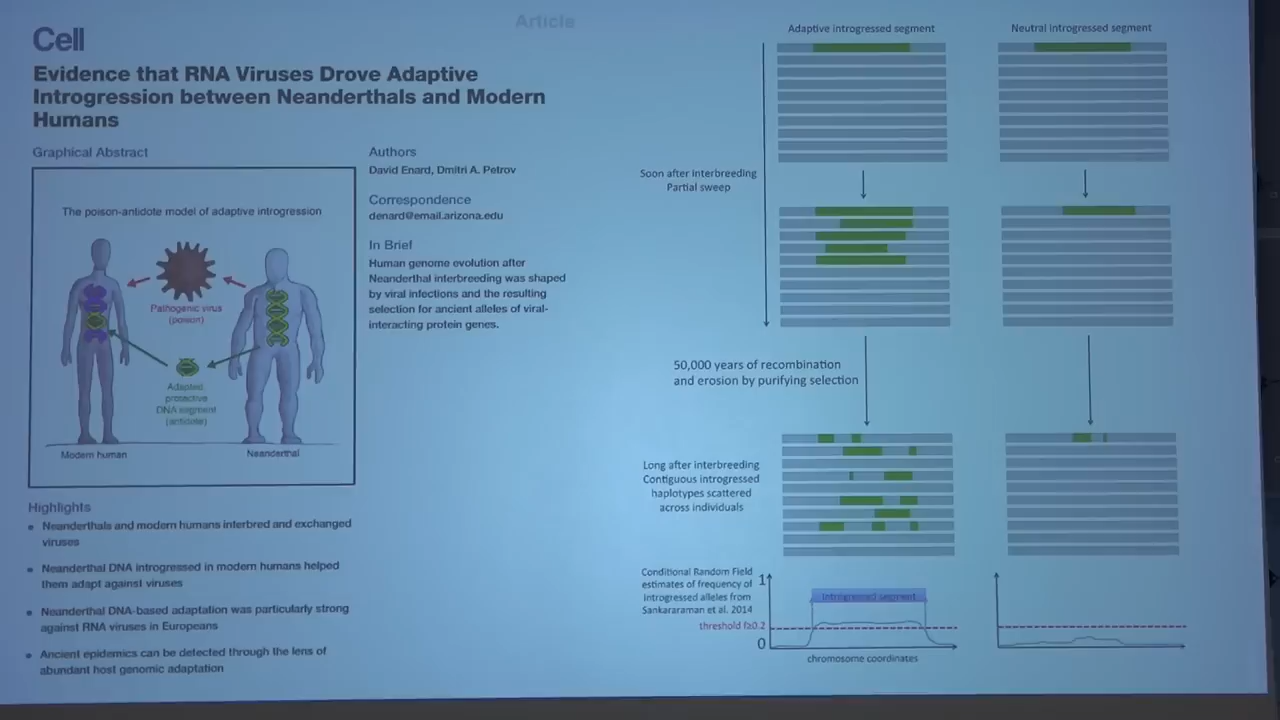 Article
Cell
Evidence that RNA Viruses Drove Adaptive
Introgression between Neanderthals and Modern
Humans
Graphical Abstract
The poison-antidote model of adaptive introgression
Pathogenic virus
(poison)
Adapted,
protective
DNA segment
(antidote)
Modern human
Neanderthal
Authors
David Enard, Dmitri A. Petrov
Correspondence
denard@email.arizona.edu
In Brief
Human genome evolution after
Neanderthal interbreeding was shaped
by viral infections and the resulting
selection for ancient alleles of viral-
interacting protein genes.
Highlights
• Neanderthals and modern humans interbred and exchanged
viruses
• Neanderthal DNA introgressed in modern humans helped
them adapt against viruses
• Neanderthal DNA-based adaptation was particularly strong
against RNA viruses in Europeans
• Ancient epidemics can be detected through the lens of
abundant host genomic adaptation
Adaptive introgressed segment
Neutral introgressed segment
Soon after interbreeding
Partial sweep
50,000 years of recombination
and erosion by purifying selection
Long after interbreeding
Contiguous introgressed
haplotypes scattered
across individuals
Conditional Random Field
estimates of frequency of
Introgressed alleles from
Sankararaman et al. 2014
threshold f≥0.2
1
0
Introgressed segment
chromosome coordinates